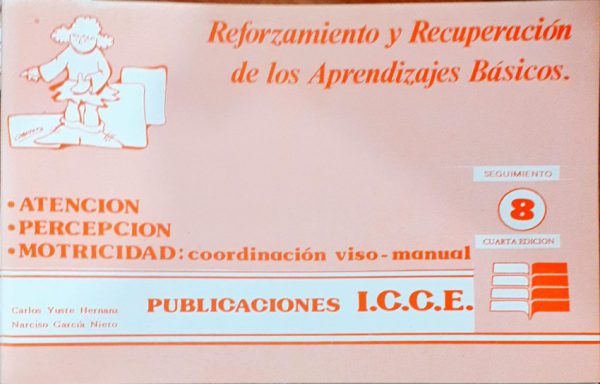 Reforzamiento y Recuperación
de los Aprendizajes Básicos.
SEGUIMIENTO
8
CUARTA EDICION
• ATENCION
• PERCEPCION
• MOTRICIDAD: coordinación viso-manual
Carlos Yuste Hernanz
Narciso García Nieto
PUBLICACIONES I.C.C.E.